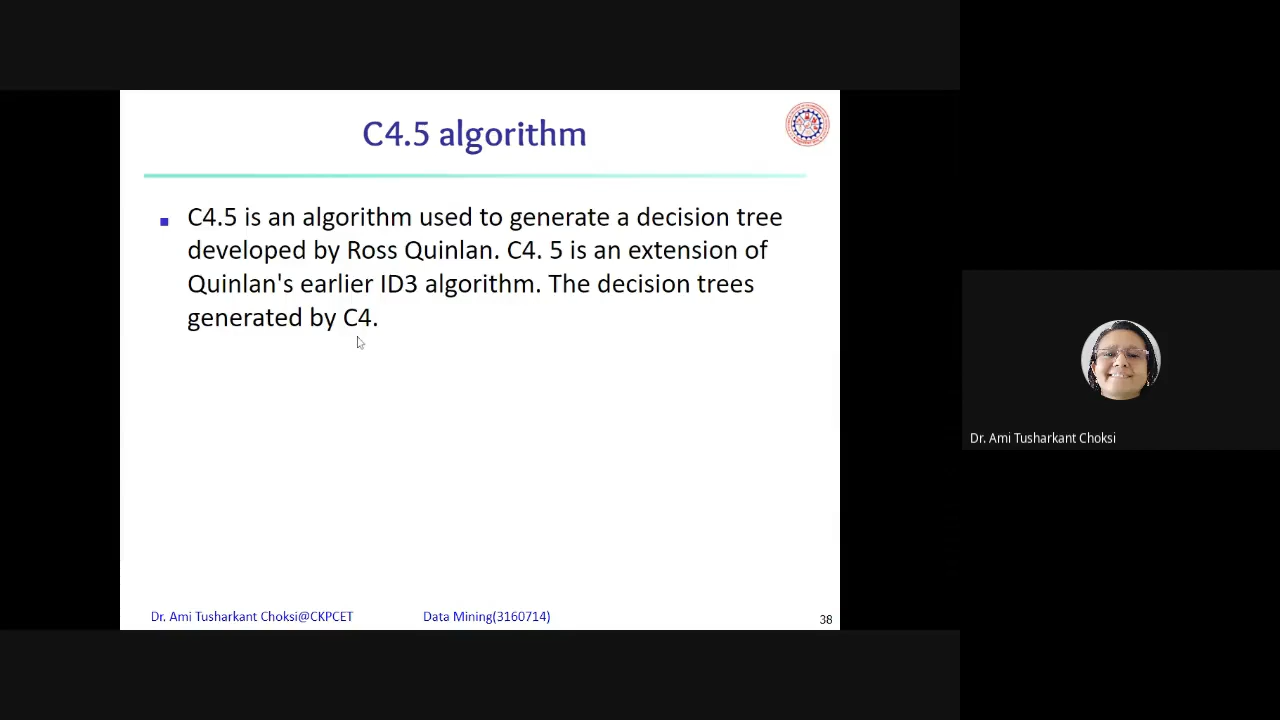 C4.5 algorithm
■ C4.5 is an algorithm used to generate a decision tree
developed by Ross Quinlan. C4. 5 is an extension of
Quinlan's earlier ID3 algorithm. The decision trees
generated by C4.
Dr. Ami Tusharkant Choksi@CKPCET
Data Mining(3160714)
38
Dr. Ami Tusharkant Choksi